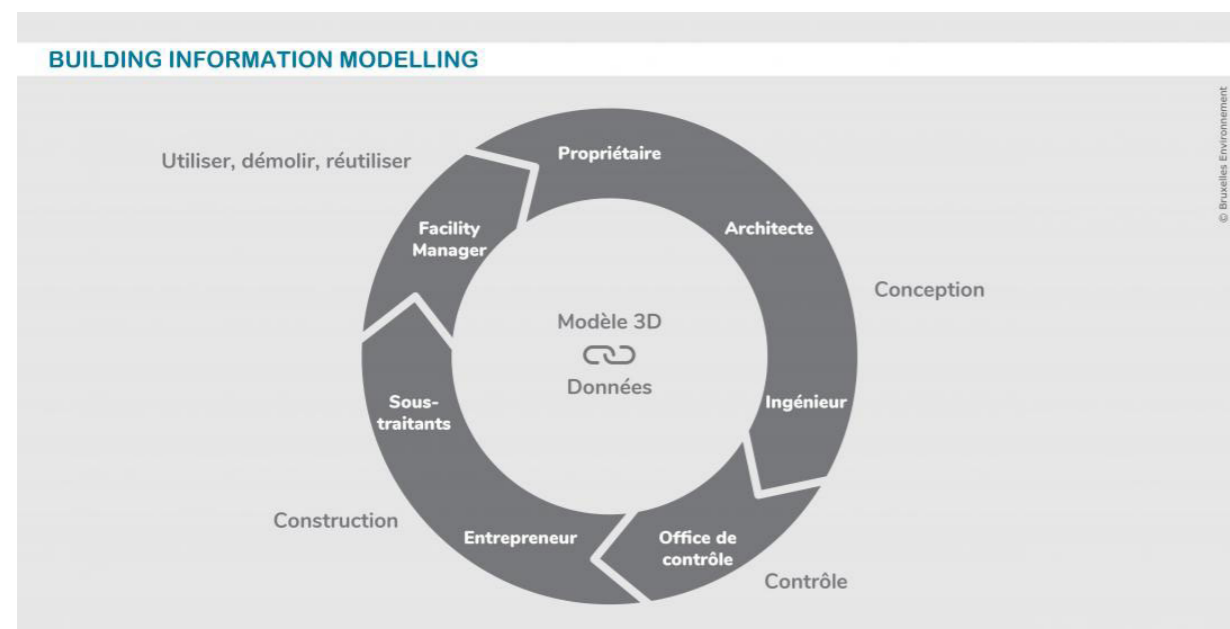 BUILDING INFORMATION MODELLING
© Bruxelles Environnement
Utiliser, démolir, réutiliser
Propriétaire
Facility
Manager
Architecte
Conception
Modèle 3D
Données
Sous-
traitants
Ingénieur
Construction
Entrepreneur
Office de
contrôle
Contrôle